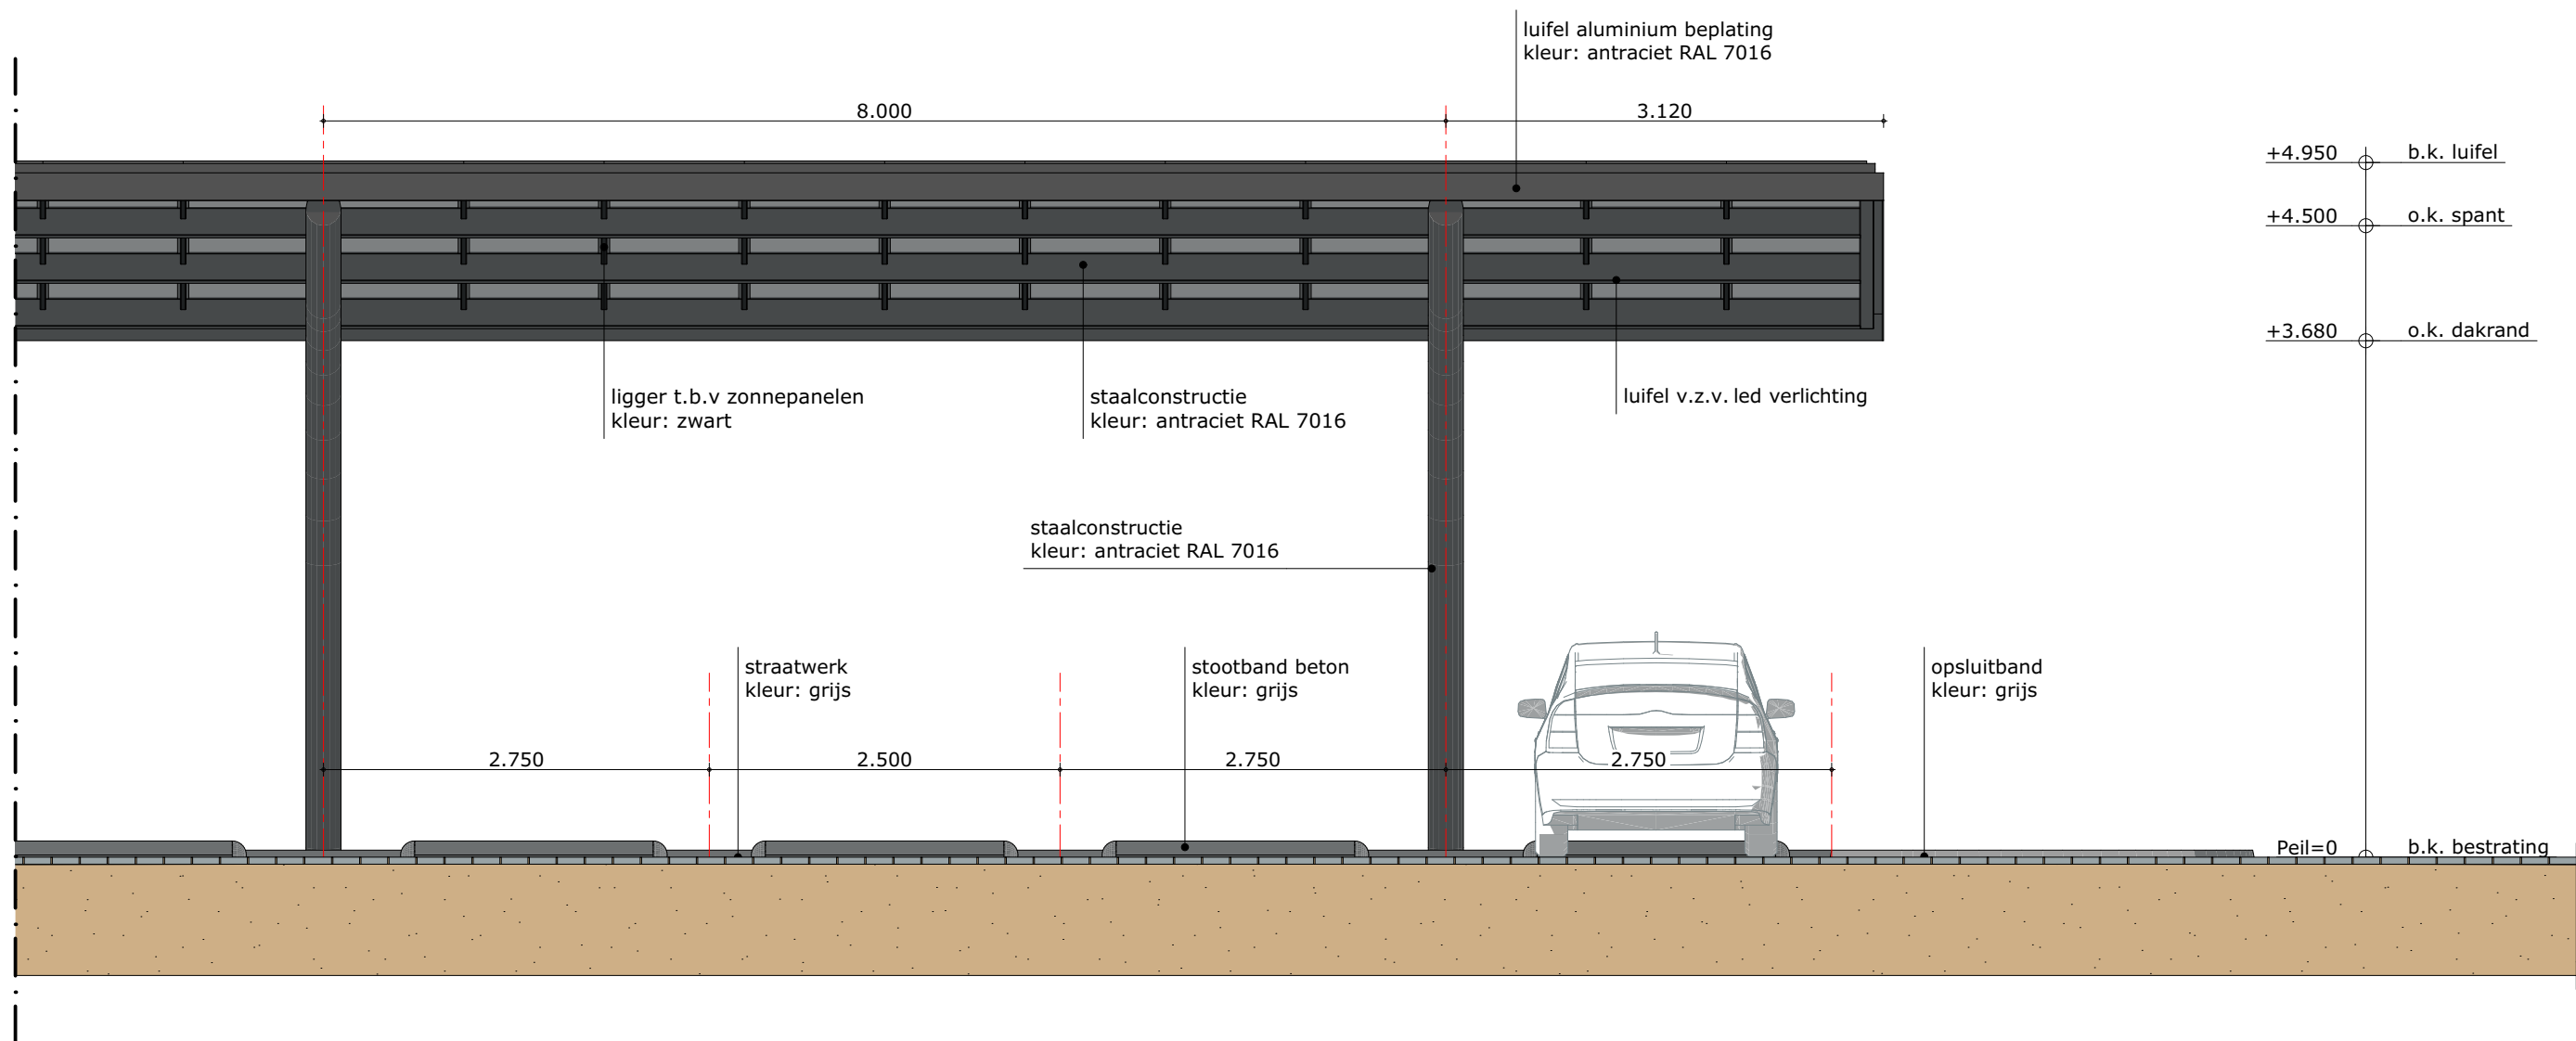 luifel aluminium beplating
kleur: antraciet RAL 7016
8.000
3.120
+4.950 b.k. luifel
+4.500 o.k. spant
+3.680 o.k. dakrand
ligger t.b.v zonnepanelen
kleur: zwart
staalconstructie
kleur: antraciet RAL 7016
luifel v.z.v. led verlichting
staalconstructie
kleur: antraciet RAL 7016
straatwerk
kleur: grijs
stootband beton
kleur: grijs
opsluitband
kleur: grijs
2.750
2.500
2.750
2.750
Peil=0 b.k. bestrating